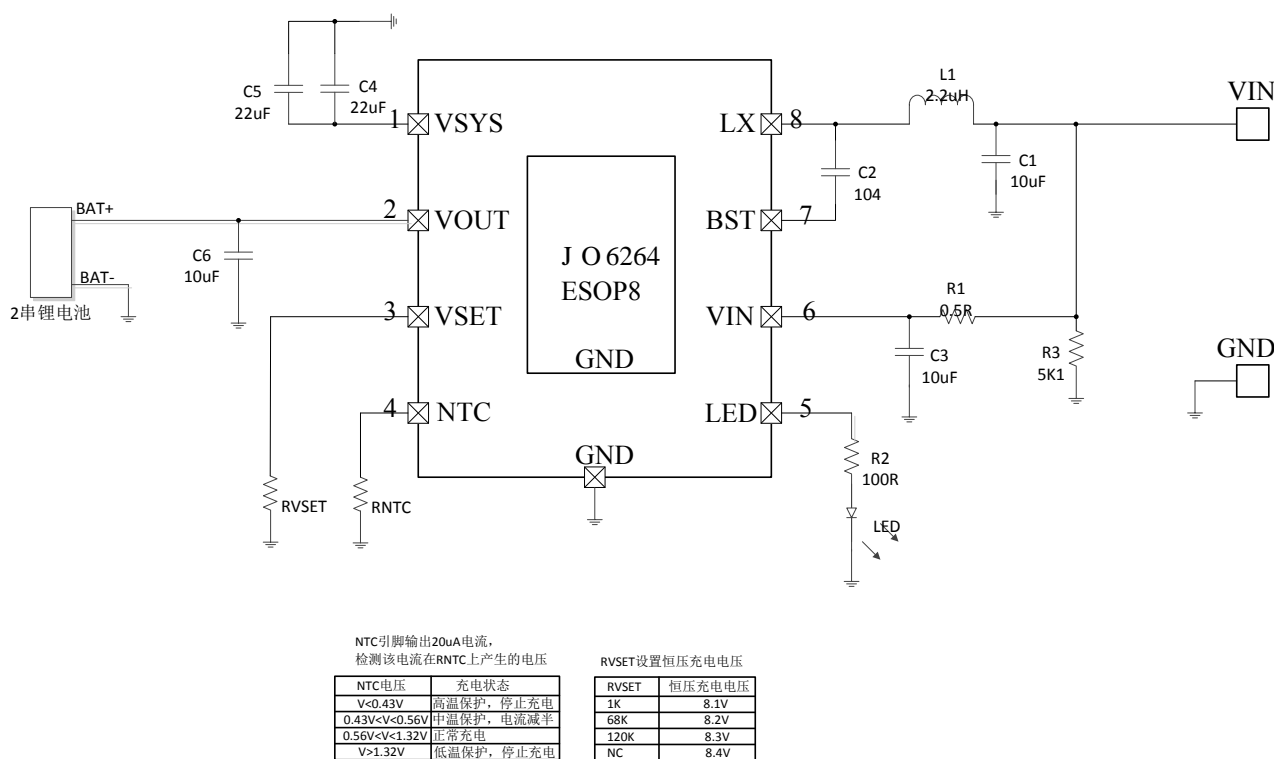 C5
22uF
C4
22uF
L1
2.2uH
VIN
1
VSYS
LX
8
C2
104
C1
10uF
BAT+
2
VOUT
BST
7
C6
10uF
BAT-
2串锂电池
J O 6264
ESOP8
3
VSET
VIN
6
R1
0.5R
GND
C3
10uF
R3
5K1
GND
4
NTC
LED
5
GND
R2
100R
RVSET
RNTC
LED
NTC引脚输出20uA电流，
检测该电流在RNTC上产生的电压
NTC电压 充电状态
V<0.43V 高温保护，停止充电
0.43V<V<0.56V 中温保护，电流减半
0.56V<V<1.32V 正常充电
V>1.32V 低温保护，停止充电
RVSET设置恒压充电电压
RVSET 恒压充电电压
1K 8.1V
68K 8.2V
120K 8.3V
NC 8.4V